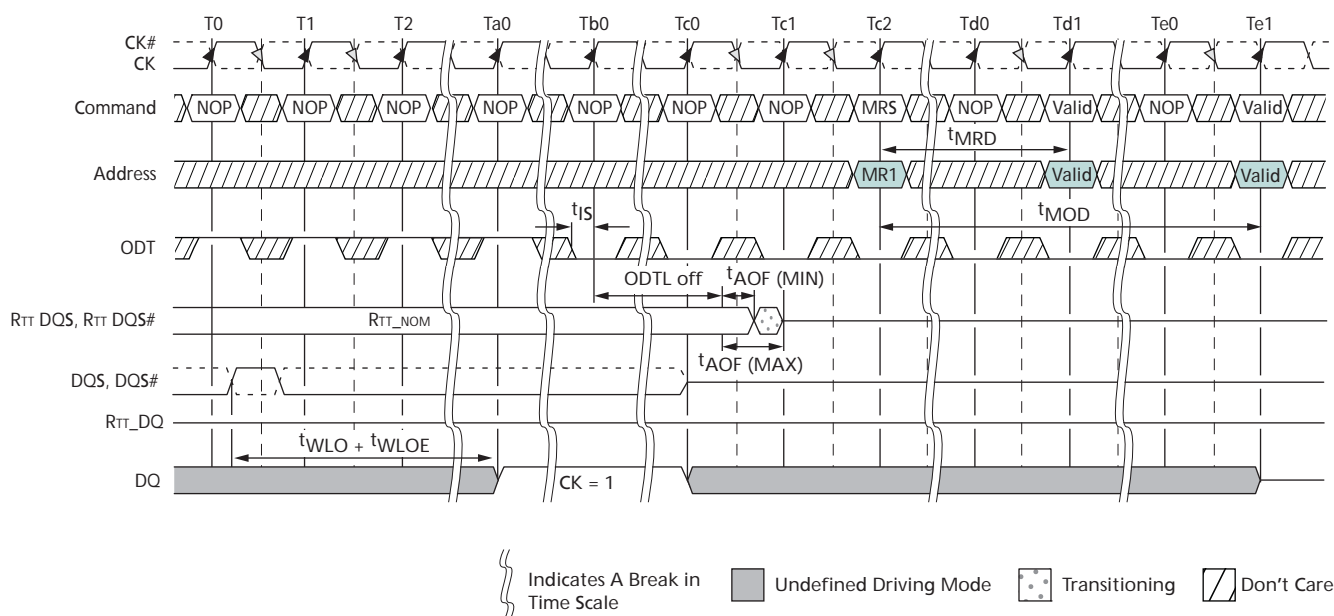 T0 T1 T2 Ta0 Tb0 Tc0 Tc1 Tc2 Td0 Td1 Te0 Te1
CK#
CK
Command NOP NOP NOP NOP NOP NOP NOP MRS NOP Valid NOP Valid
tMRD
Address MR1 Valid Valid
tIS tMOD
ODT
ODTL off tAOF (MIN)
RTT DQS, RTT DQS# RTT_NOM
tAOF (MAX)
DQS, DQS#
RTT_DQ
tWLO + tWLOE
DQ CK = 1
Indicates A Break in
Time Scale
Undefined Driving Mode
Transitioning
Don't Care